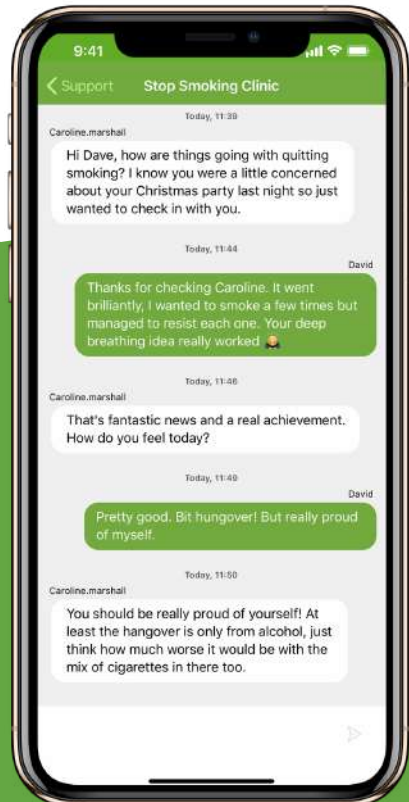 9:41
Support
Stop Smoking Clinic
Today, 11:39
Caroline.marshall
Hi Dave, how are things going with quitting
smoking? I know you were a little concerned
about your Christmas party last night so just
wanted to check in with you.
Today, 11:44
David
Thanks for checking Caroline. It went
brilliantly, I wanted to smoke a few times but
managed to resist each one. Your deep
breathing idea really worked
Today, 11:46
Caroline.marshall
That's fantastic news and a real achievement.
How do you feel today?
Today, 11:49
David
Pretty good. Bit hungover! But really proud
of myself.
Today, 11:50
Caroline.marshall
You should be really proud of yourself! At
least the hangover is only from alcohol, just
think how much worse it would be with the
mix of cigarettes in there too.